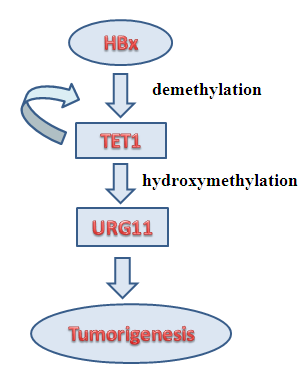 HBx
demethylation
TET1
hydroxymethylation
URG11
Tumorigenesis